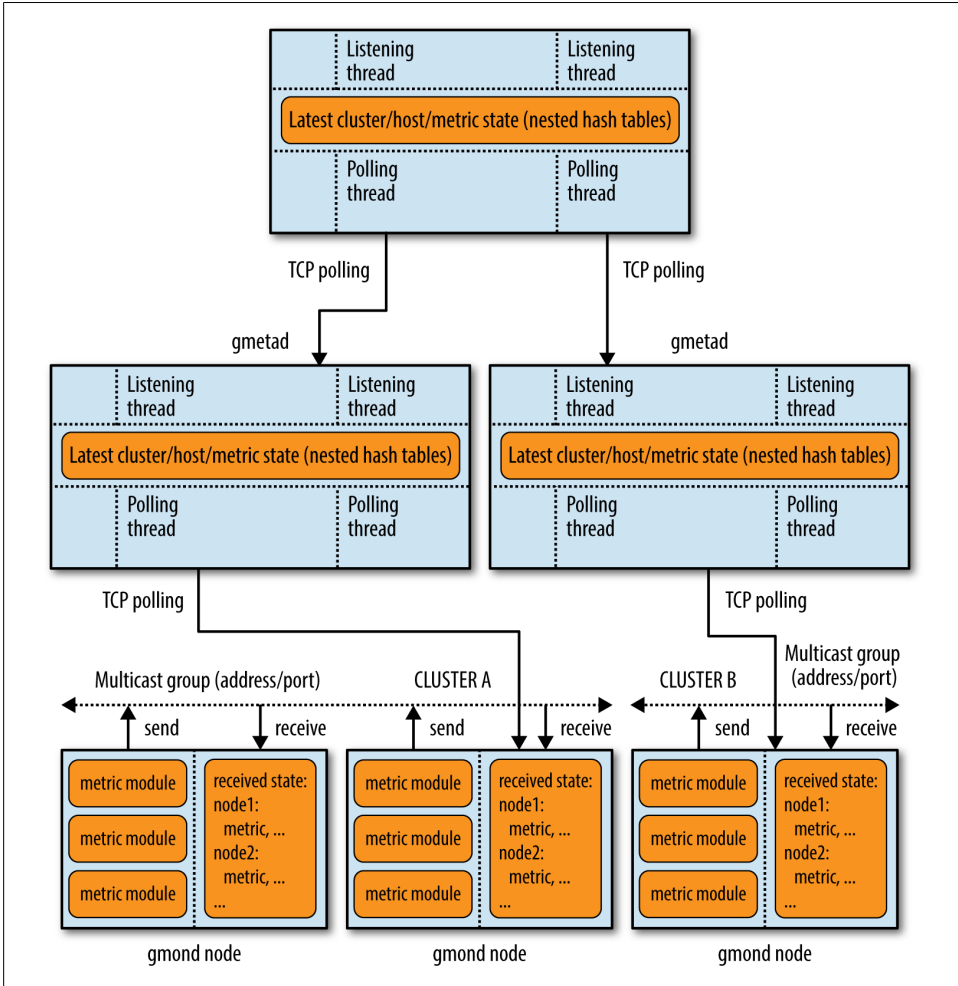 Listening thread
Listening thread
Latest cluster/host/metric state (nested hash tables)
Polling thread
Polling thread
TCP polling
TCP polling
gmetad
gmetad
Listening thread
Listening thread
Latest cluster/host/metric state (nested hash tables)
Polling thread
Polling thread
Listening thread
Listening thread
Latest cluster/host/metric state (nested hash tables)
Polling thread
Polling thread
TCP polling
TCP polling
Multicast group (address/port)
CLUSTER A
CLUSTER B
Multicast group (address/port)
send
receive
send
receive
send
receive
metric module
metric module
metric module
received state:
node1:
metric, ...
node2:
metric, ...
...
metric module
metric module
metric module
received state:
node1:
metric, ...
node2:
metric, ...
...
metric module
metric module
metric module
received state:
node1:
metric, ...
node2:
metric, ...
...
gmond node
gmond node
gmond node